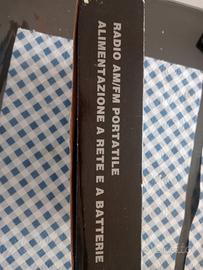 RADIO AM/FM PORTATILE
ALIMENTAZIONE A RETE E A BATTERIE